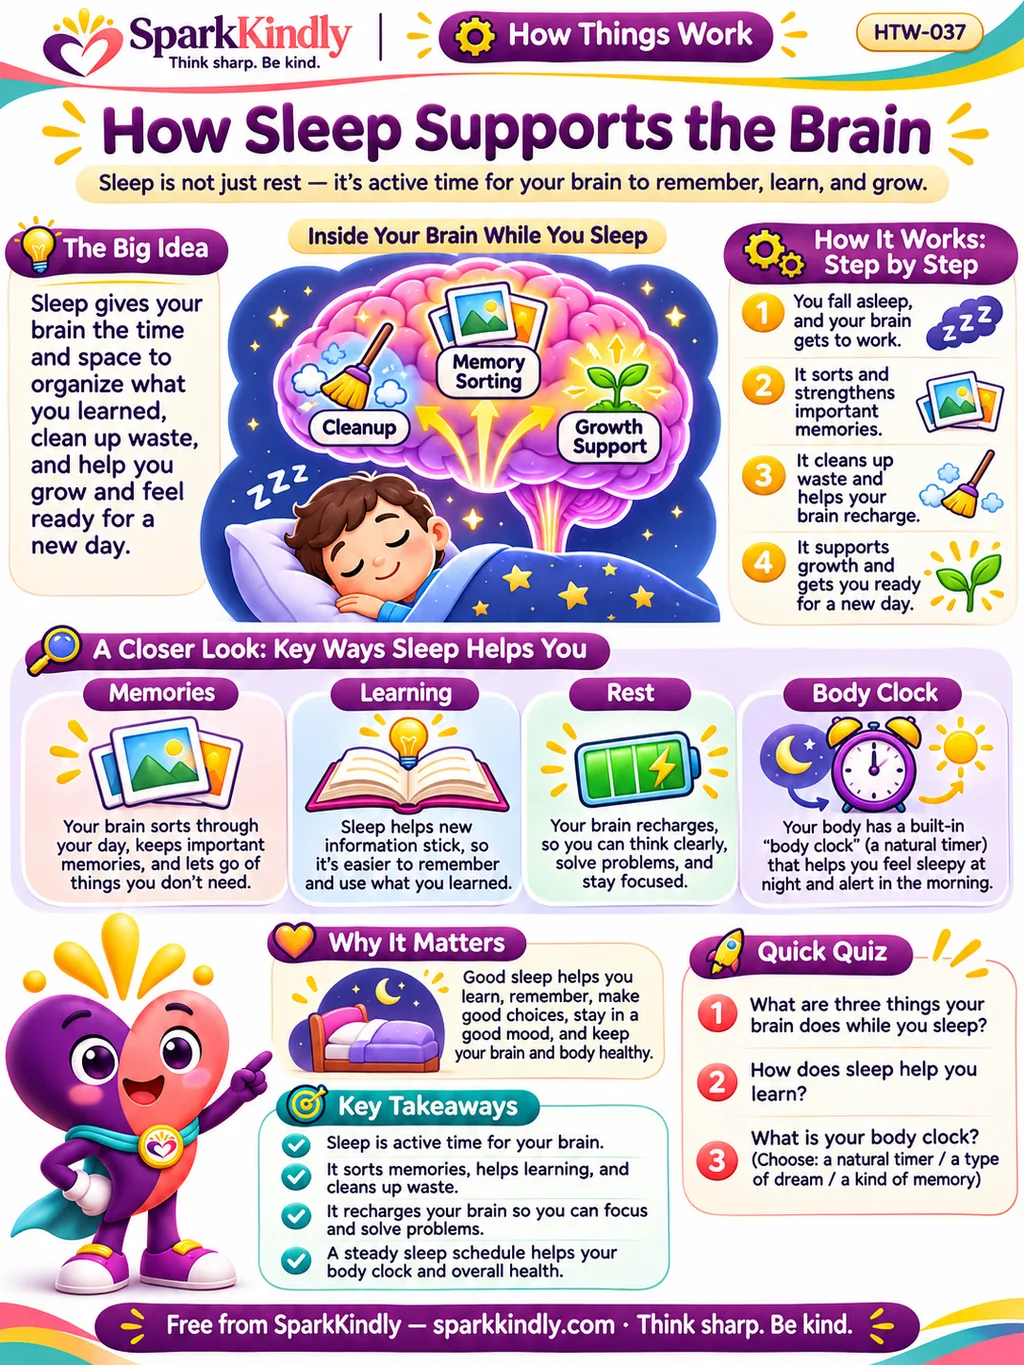 SparkKindly
Think sharp. Be kind.
How Things Work
HTW-037
How Sleep Supports the Brain
Sleep is not just rest — it's active time for your brain to remember, learn, and grow.
The Big Idea
Sleep gives your
brain the time
and space to
organize what
you learned,
clean up waste,
and help you
grow and feel
ready for a
new day.
Inside Your Brain While You Sleep
Cleanup
Memory
Sorting
Growth
Support
zzz
How It Works:
Step by Step
1
You fall asleep,
and your brain
gets to work.
zzz
2
It sorts and
strengthens
important
memories.
3
It cleans up
waste and
helps your
brain recharge.
4
It supports
growth and
gets you ready
for a new day.
A Closer Look: Key Ways Sleep Helps You
Memories
Your brain sorts through
your day, keeps important
memories, and lets go of
things you don't need.
Learning
Sleep helps new
information stick, so
it's easier to remember
and use what you learned.
Rest
Your brain recharges,
so you can think clearly,
solve problems, and
stay focused.
Body Clock
Your body has a built-in
"body clock" (a natural timer)
that helps you feel sleepy at
night and alert in the morning.
Why It Matters
Good sleep helps you
learn, remember, make
good choices, stay in a
good mood, and keep
your brain and body healthy.
Key Takeaways
Sleep is active time for your brain.
It sorts memories, helps learning, and
cleans up waste.
It recharges your brain so you can focus
and solve problems.
A steady sleep schedule helps your
body clock and overall health.
Quick Quiz
1
What are three things your
brain does while you sleep?
2
How does sleep help you
learn?
3
What is your body clock?
(Choose: a natural timer / a type
of dream / a kind of memory)
Free from SparkKindly — sparkkindly.com · Think sharp. Be kind.